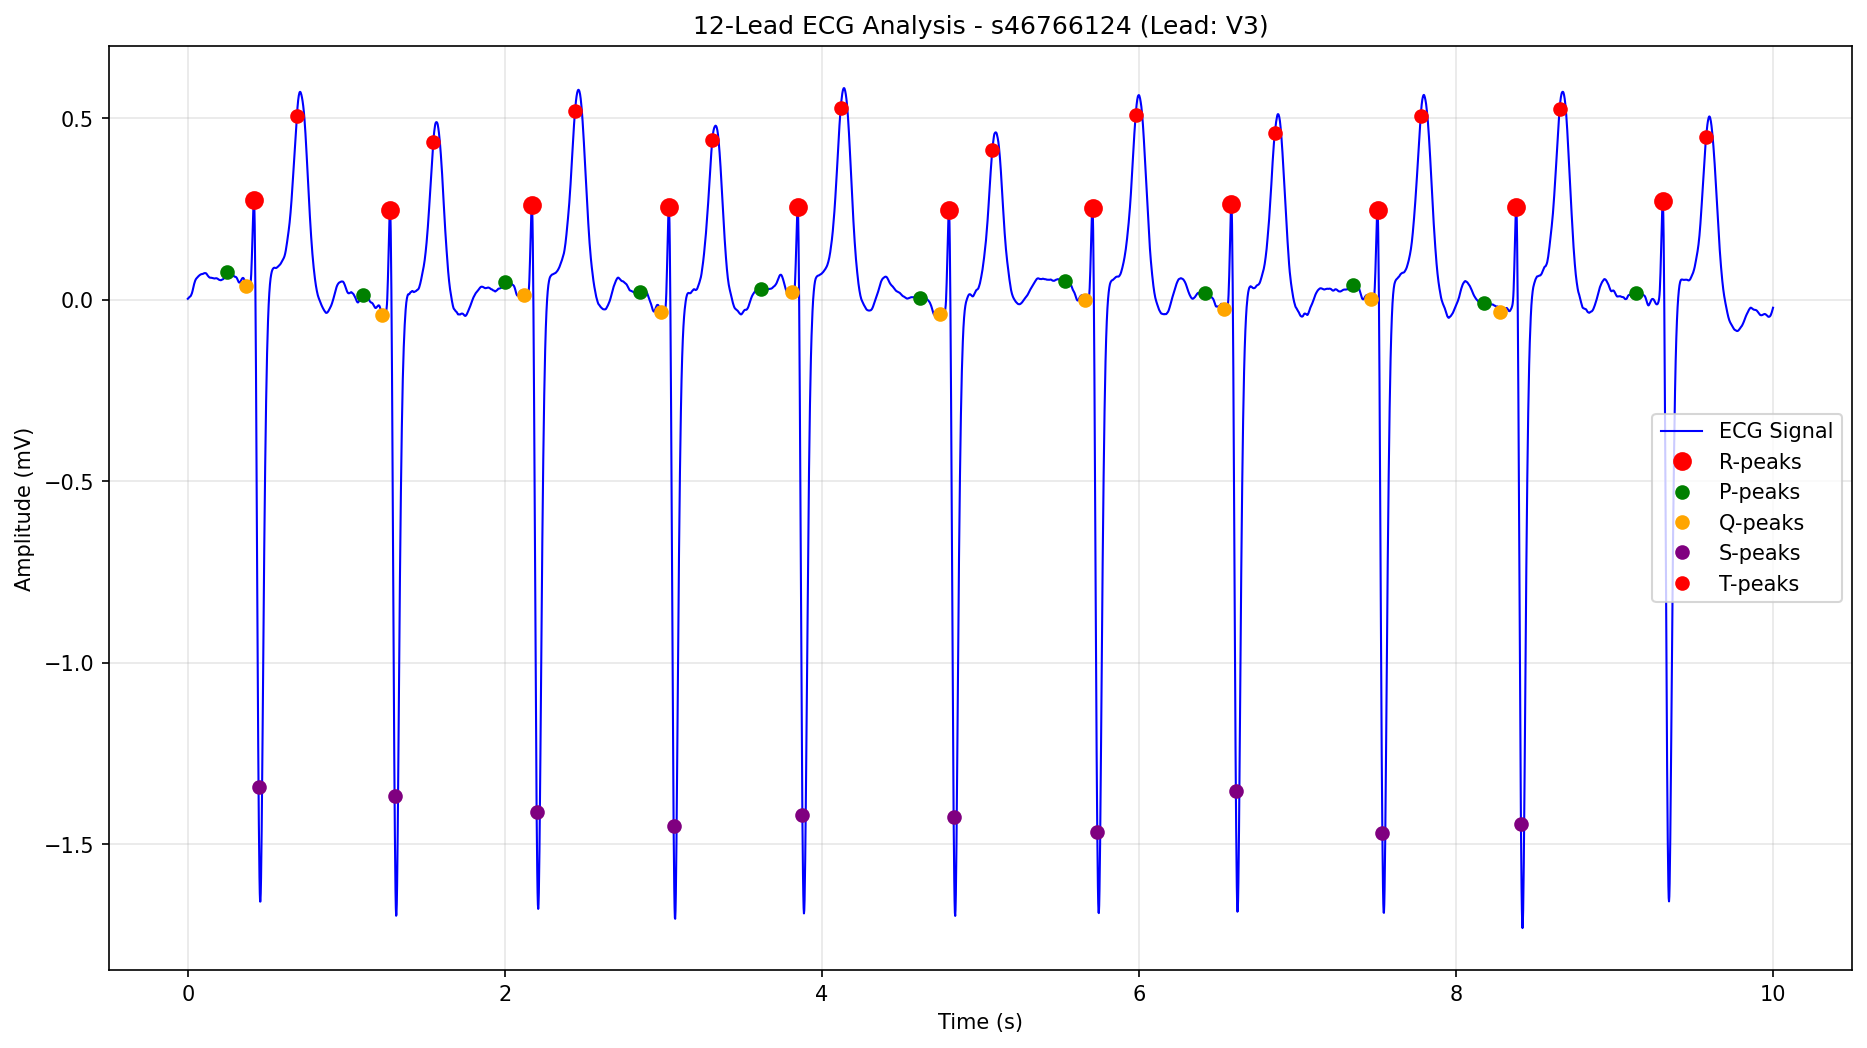 12-Lead ECG Analysis - s46766124 (Lead: V3)
Amplitude (mV)
0.5
0.0
−0.5
−1.0
−1.5
ECG Signal
R-peaks
P-peaks
Q-peaks
S-peaks
T-peaks
0 2 4 6 8 10
Time (s)